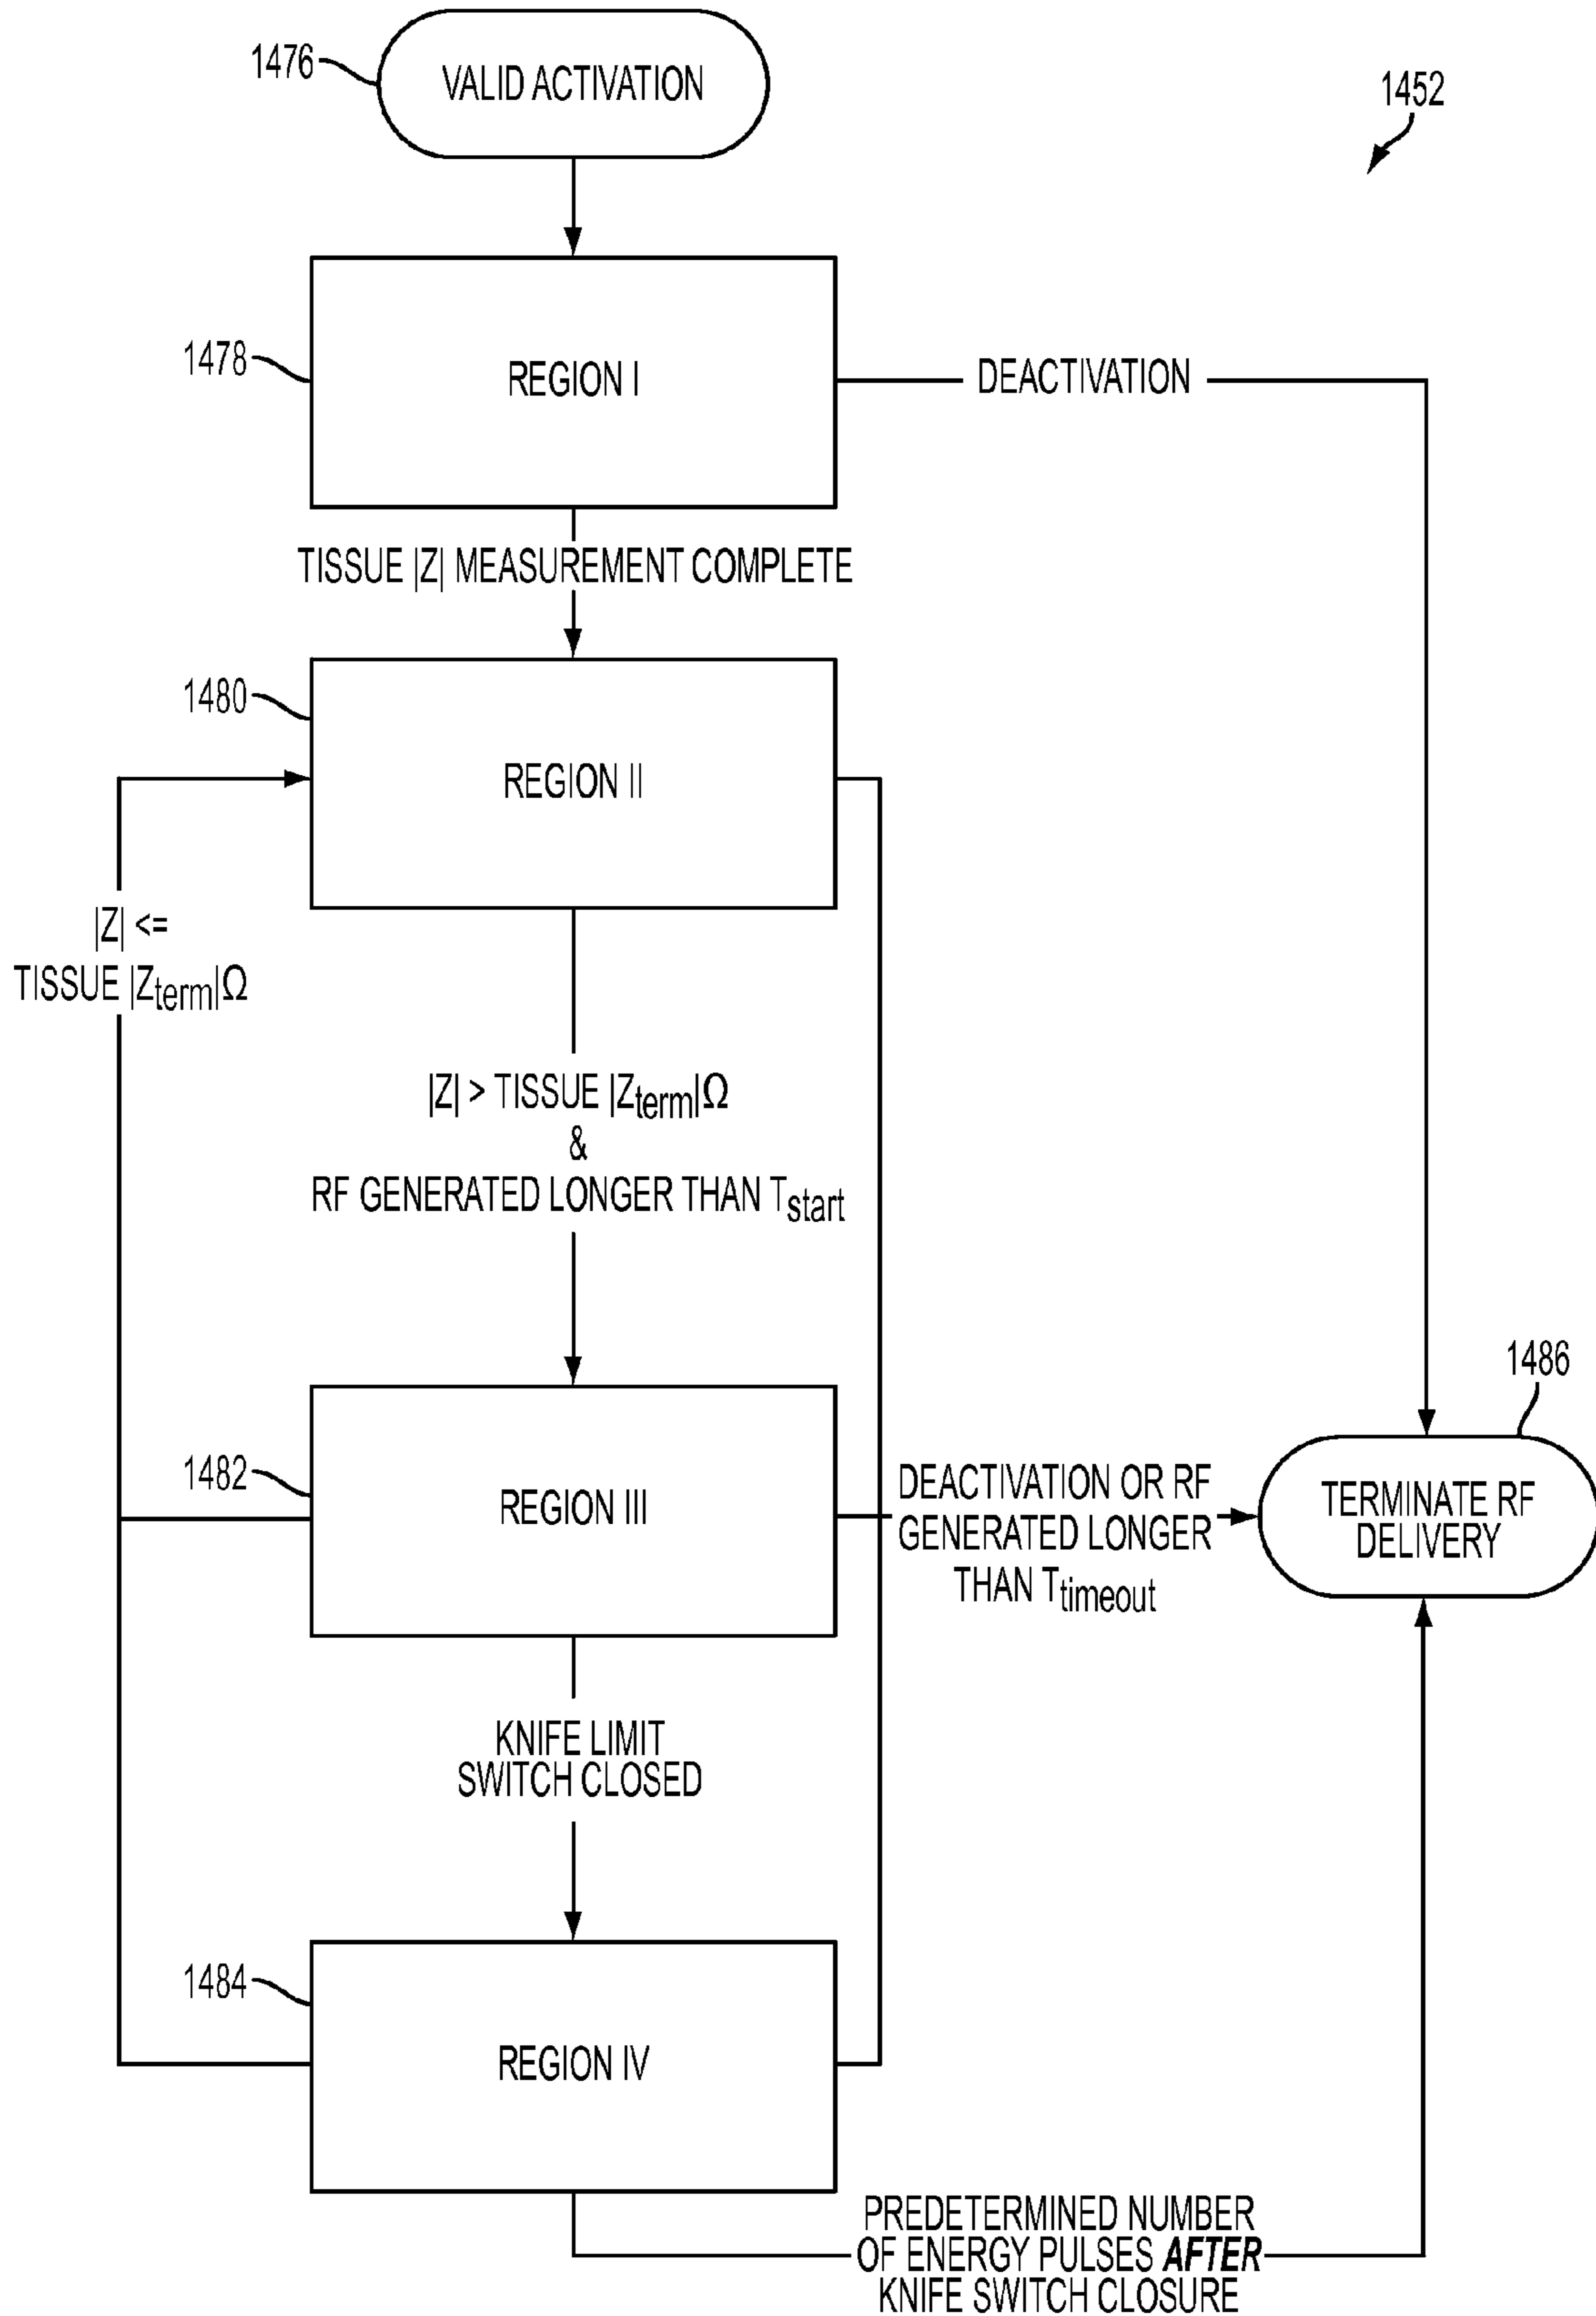 1476
VALID ACTIVATION
1452
1478
REGION I
DEACTIVATION
TISSUE |Z| MEASUREMENT COMPLETE
1480
REGION II
|Z| <=
TISSUE |Zterm|Ω
|Z| > TISSUE |Zterm|Ω
&
RF GENERATED LONGER THAN Tstart
1486
1482
REGION III
DEACTIVATION OR RF
GENERATED LONGER
THAN Ttimeout
TERMINATE RF
DELIVERY
KNIFE LIMIT
SWITCH CLOSED
1484
REGION IV
PREDETERMINED NUMBER
OF ENERGY PULSES AFTER
KNIFE SWITCH CLOSURE